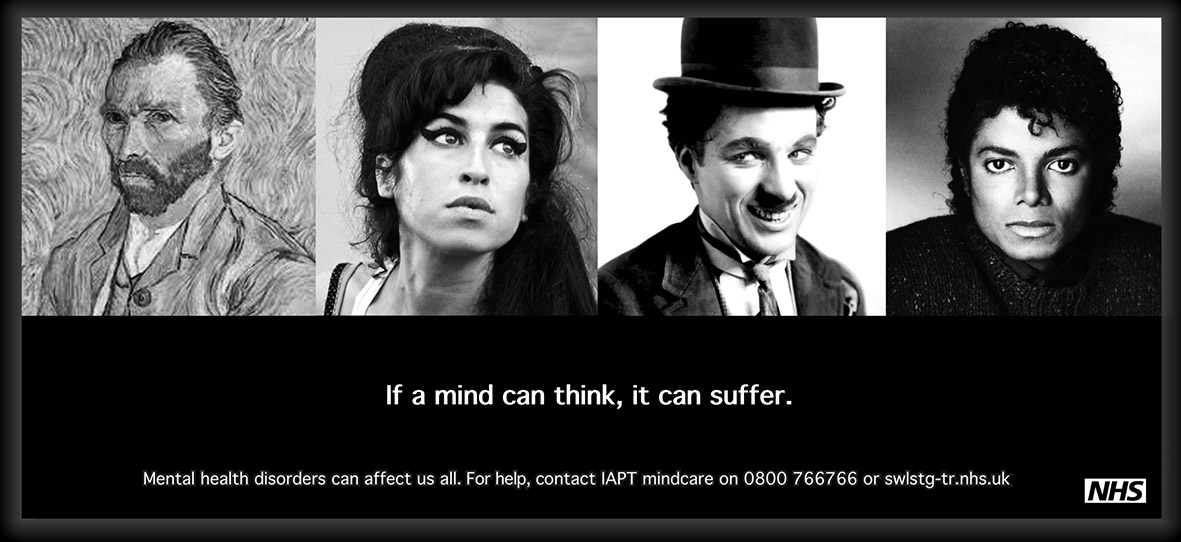 If a mind can think, it can suffer.
Mental health disorders can affect us all. For help, contact IAPT mindcare on 0800 766766 or swlstg-tr.nhs.uk
NHS